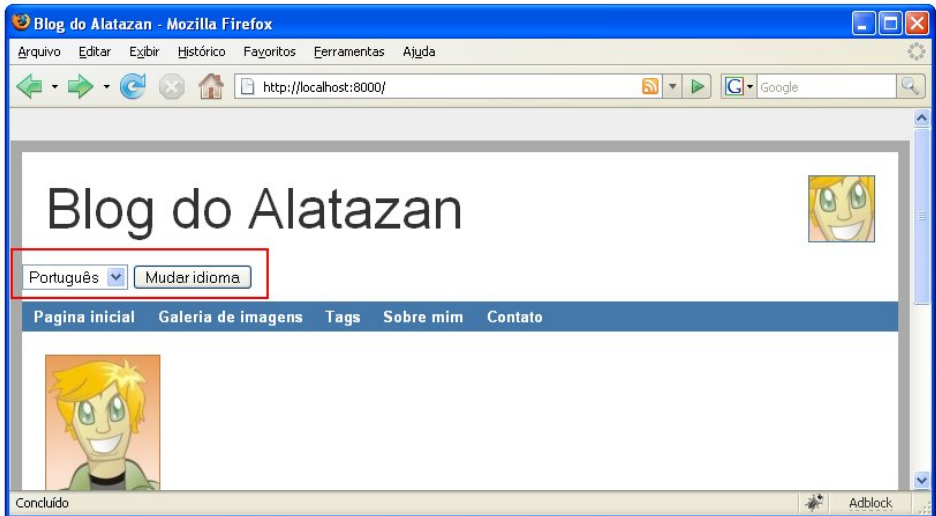 Blog do Alatazan - Mozilla Firefox
Arquivo Editar Exibir Histórico Favoritos Ferramentas Ajuda
http://localhost:8000/ G Google
Blog do Alatazan
Português Mudar idioma
Pagina inicial Galeria de imagens Tags Sobre mim Contato
Concluído Adblock